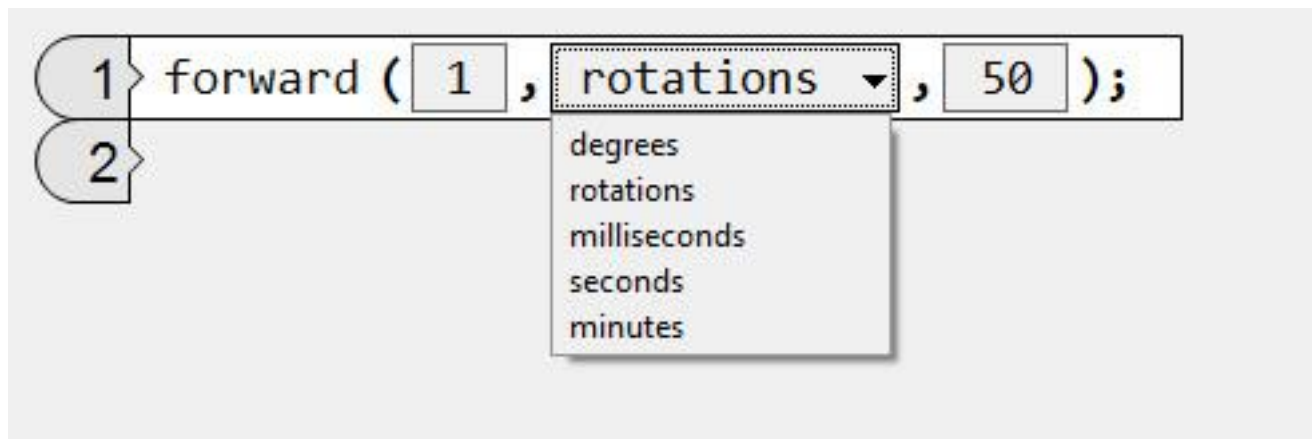 1 forward ( 1 , rotations , 50 );
2
degrees
rotations
milliseconds
seconds
minutes